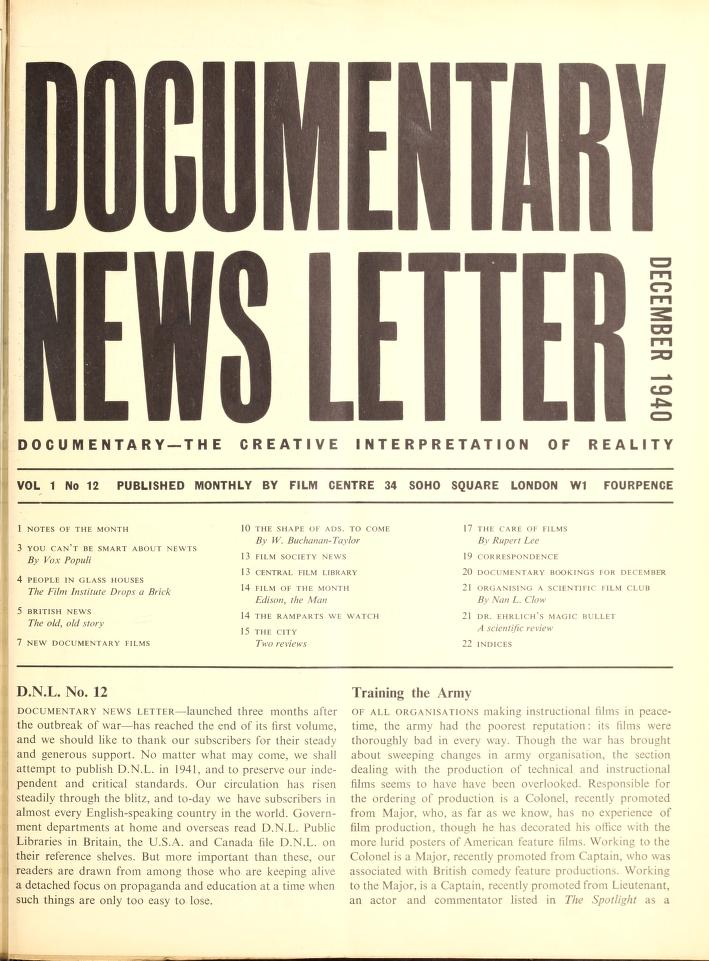 DOCUMENTARY
NEWS LETTER
DECEMBER 1940
DOCUMENTARY—THE CREATIVE INTERPRETATION OF REALITY
VOL 1 No 12 PUBLISHED MONTHLY BY FILM CENTRE 34 SOHO SQUARE LONDON W1 FOURPENCE
1 NOTES OF THE MONTH
3 YOU CAN'T BE SMART ABOUT NEWTS
By Vox Populi
4 PEOPLE IN GLASS HOUSES
The Film Institute Drops a Brick
5 BRITISH NEWS
The old, old story
7 NEW DOCUMENTARY FILMS
10 THE SHAPE OF ADS. TO COME
By W. Buchanan-Taylor
13 FILM SOCIETY NEWS
13 CENTRAL FILM LIBRARY
14 FILM OF THE MONTH
Edison, the Man
14 THE RAMPARTS WE WATCH
15 THE CITY
Two reviews
17 THE CARE OF FILMS
By Rupert Lee
19 CORRESPONDENCE
20 DOCUMENTARY BOOKINGS FOR DECEMBER
21 ORGANISING A SCIENTIFIC FILM CLUB
By Nan L. Clow
21 DR. EHRLICH'S MAGIC BULLET
A scientific review
22 INDICES
D.N.L. No. 12
DOCUMENTARY NEWS LETTER—launched three months after
the outbreak of war—has reached the end of its first volume,
and we should like to thank our subscribers for their steady
and generous support. No matter what may come, we shall
attempt to publish D.N.L. in 1941, and to preserve our inde-
pendent and critical standards. Our circulation has risen
steadily through the blitz, and to-day we have subscribers in
almost every English-speaking country in the world. Govern-
ment departments at home and overseas read D.N.L. Public
Libraries in Britain, the U.S.A. and Canada file D.N.L. on
their reference shelves. But more important than these, our
readers are drawn from among those who are keeping alive
a detached focus on propaganda and education at a time when
such things are only too easy to lose.
Training the Army
OF ALL ORGANISATIONS making instructional films in peace-
time, the army had the poorest reputation: its films were
thoroughly bad in every way. Though the war has brought
about sweeping changes in army organisation, the section
dealing with the production of technical and instructional
films seems to have have been overlooked. Responsible for
the ordering of production is a Colonel, recently promoted
from Major, who, as far as we know, has no experience of
film production, though he has decorated his office with the
more lurid posters of American feature films. Working to the
Colonel is a Major, recently promoted from Captain, who was
associated with British comedy feature productions. Working
to the Major, is a Captain, recently promoted from Lieutenant,
an actor and commentator listed in The Spotlight as a